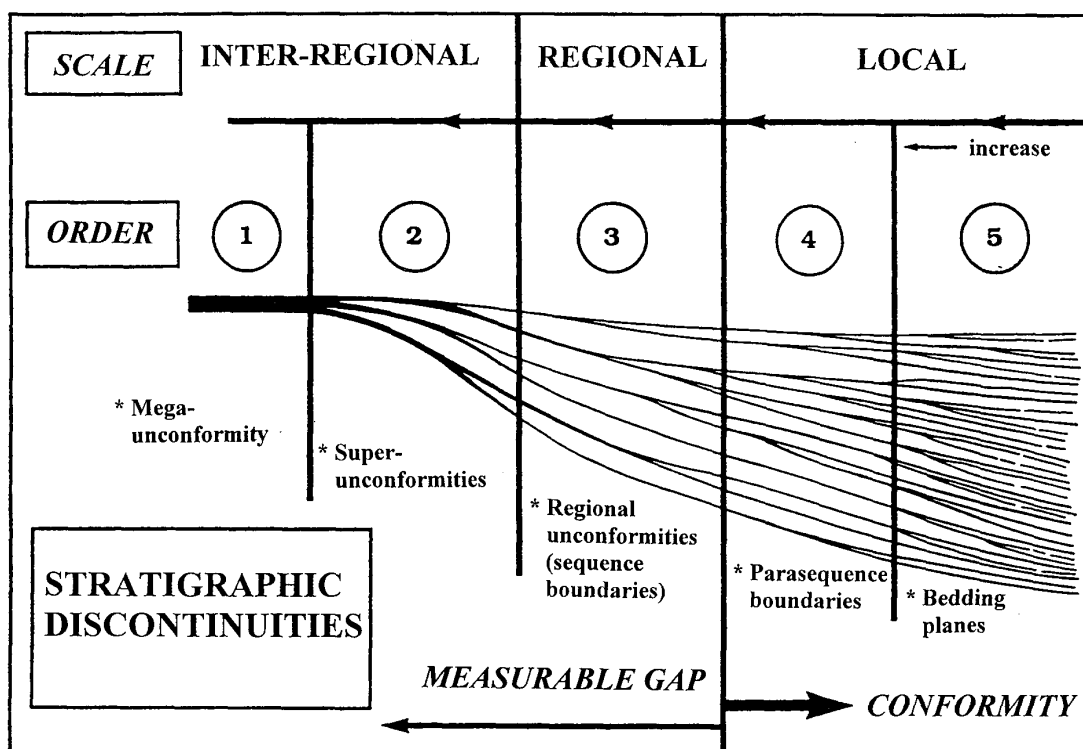 SCALE
INTER-REGIONAL
REGIONAL
LOCAL
increase
ORDER
1
2
3
4
5
* Mega-
unconformity
* Super-
unconformities
* Regional
unconformities
(sequence
boundaries)
* Parasequence
boundaries
* Bedding
planes
STRATIGRAPHIC
DISCONTINUITIES
MEASURABLE GAP
CONFORMITY